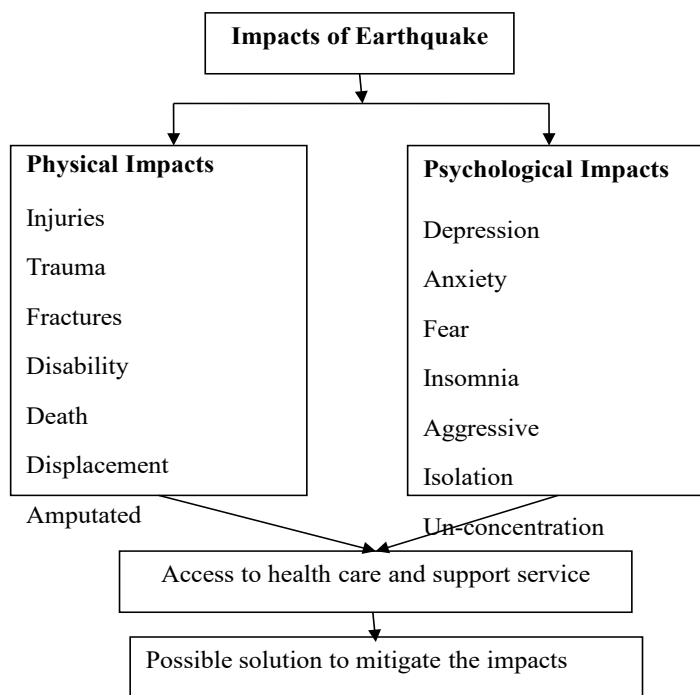 Impacts of Earthquake
Physical Impacts
Injuries
Trauma
Fractures
Disability
Death
Displacement
Amputated
Psychological Impacts
Depression
Anxiety
Fear
Insomnia
Aggressive
Isolation
Un-concentration
Access to health care and support service
Possible solution to mitigate the impacts